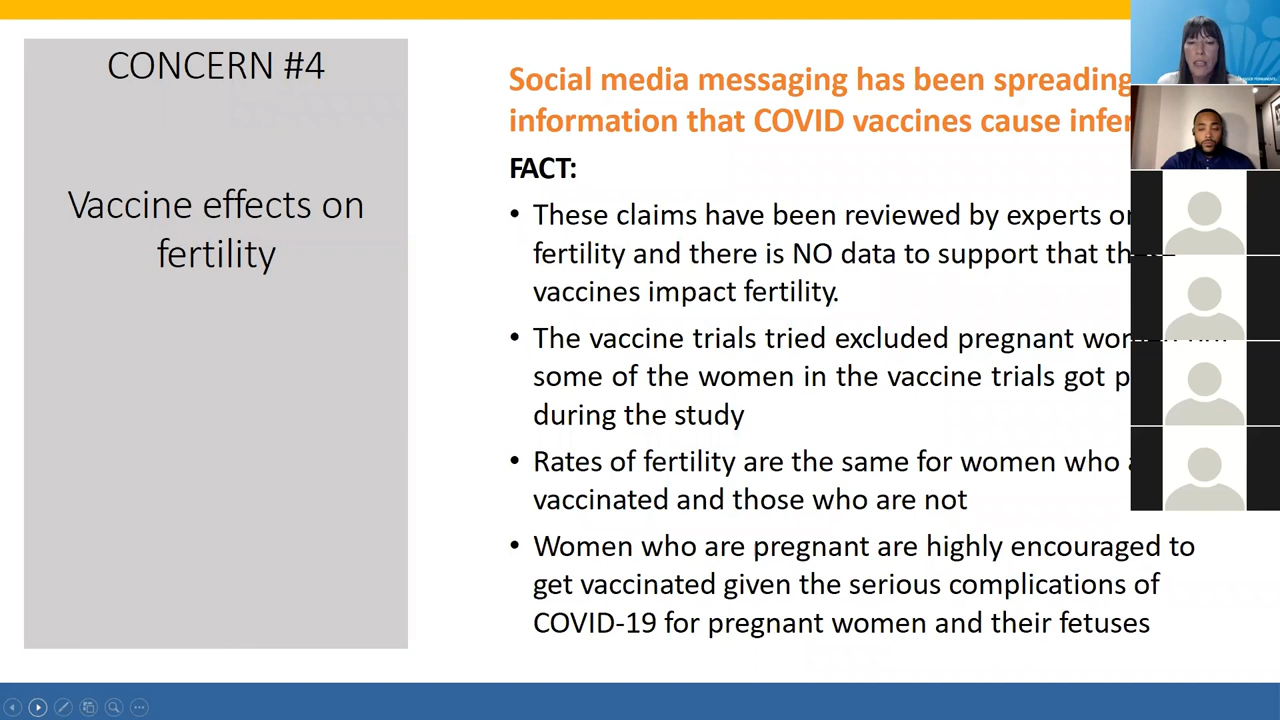 CONCERN #4
Vaccine effects on
fertility
Social media messaging has been spreading
information that COVID vaccines cause
FACT:
• These claims have been reviewed by experts
fertility and there is NO data to support that
vaccines impact fertility.
• The vaccine trials tried excluded pregnant
some of the women in the vaccine trials got
during the study
• Rates of fertility are the same for women who
vaccinated and those who are not
• Women who are pregnant are highly encouraged to
get vaccinated given the serious complications of
COVID-19 for pregnant women and their fetuses